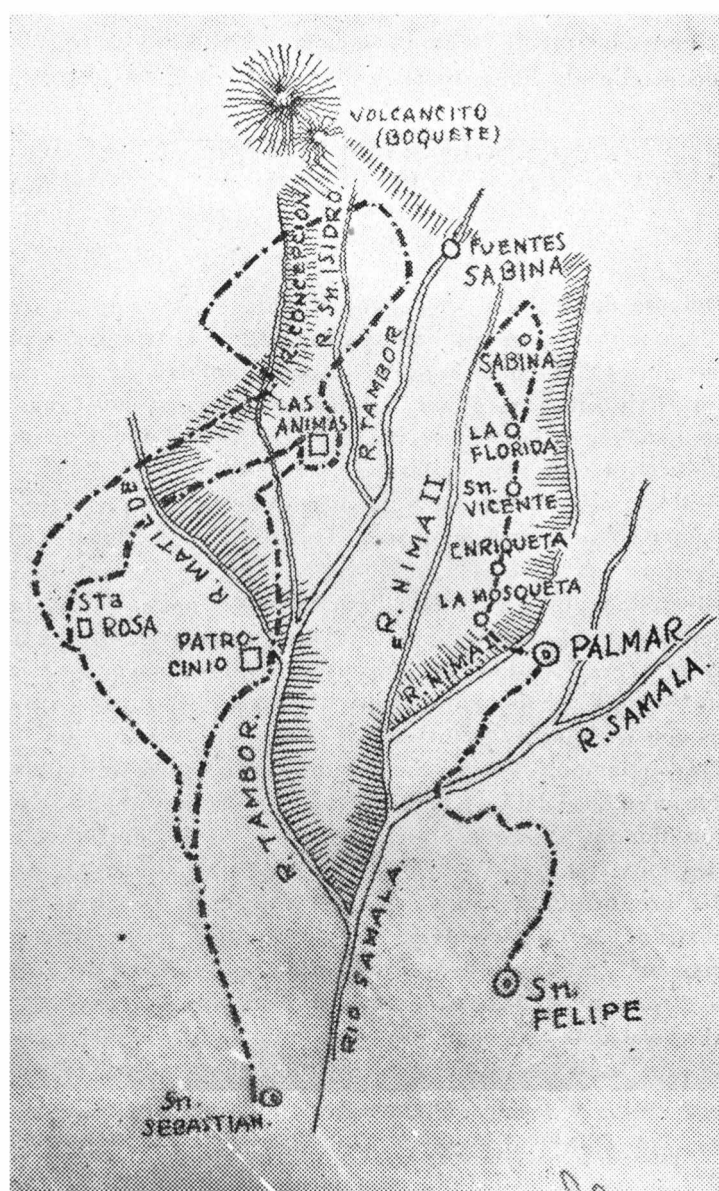 VOLCANCITO
(BOQUETE)
R. CONCEPCION
R. Sn. ISIDRO
FUENTES
SABINA
R. TAMBOR
SABINA
LAS
ANIMAS
LA
FLORIDA
Sn.
VICENTE
R. MATILDE
R. NIMA II
ENRIQUETA
LA MOSQUETA
Sta
ROSA
PATRO-
CINIO
R. NIMA I
PALMAR
R. SAMALA.
R. TAMBOR.
RIO SAMALA.
Sn.
FELIPE
Sn.
SEBASTIAN.